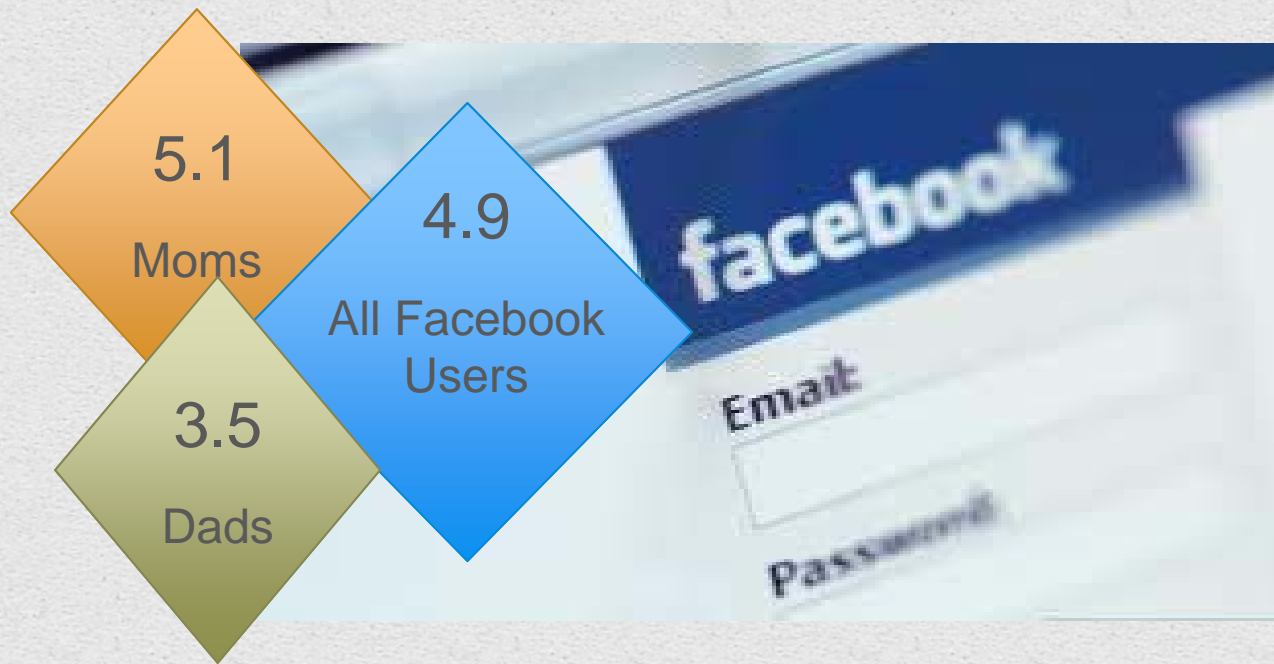 5.1
Moms
4.9
All Facebook
Users
3.5
Dads
facebook
Email:
Password: